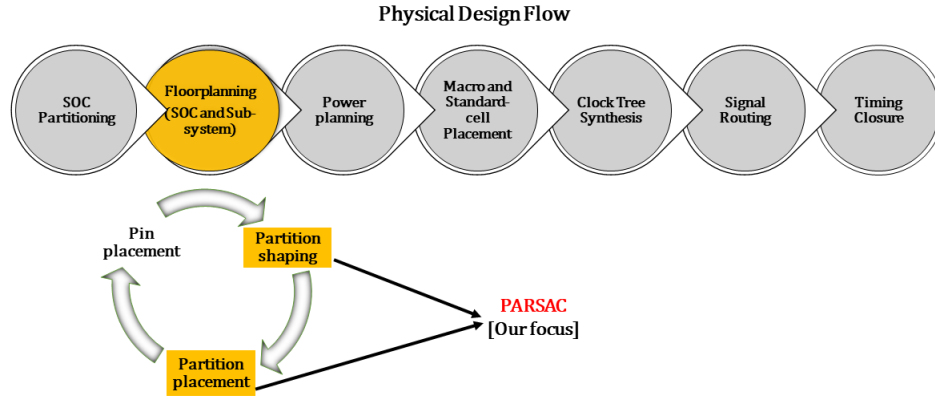 Physical Design Flow
SOC
Partitioning
Floorplanning
(SOC and Sub-
system)
Power
planning
Macro and
Standard-
cell
Placement
Clock Tree
Synthesis
Signal
Routing
Timing
Closure
Pin
placement
Partition
shaping
PARSAC
[Our focus]
Partition
placement